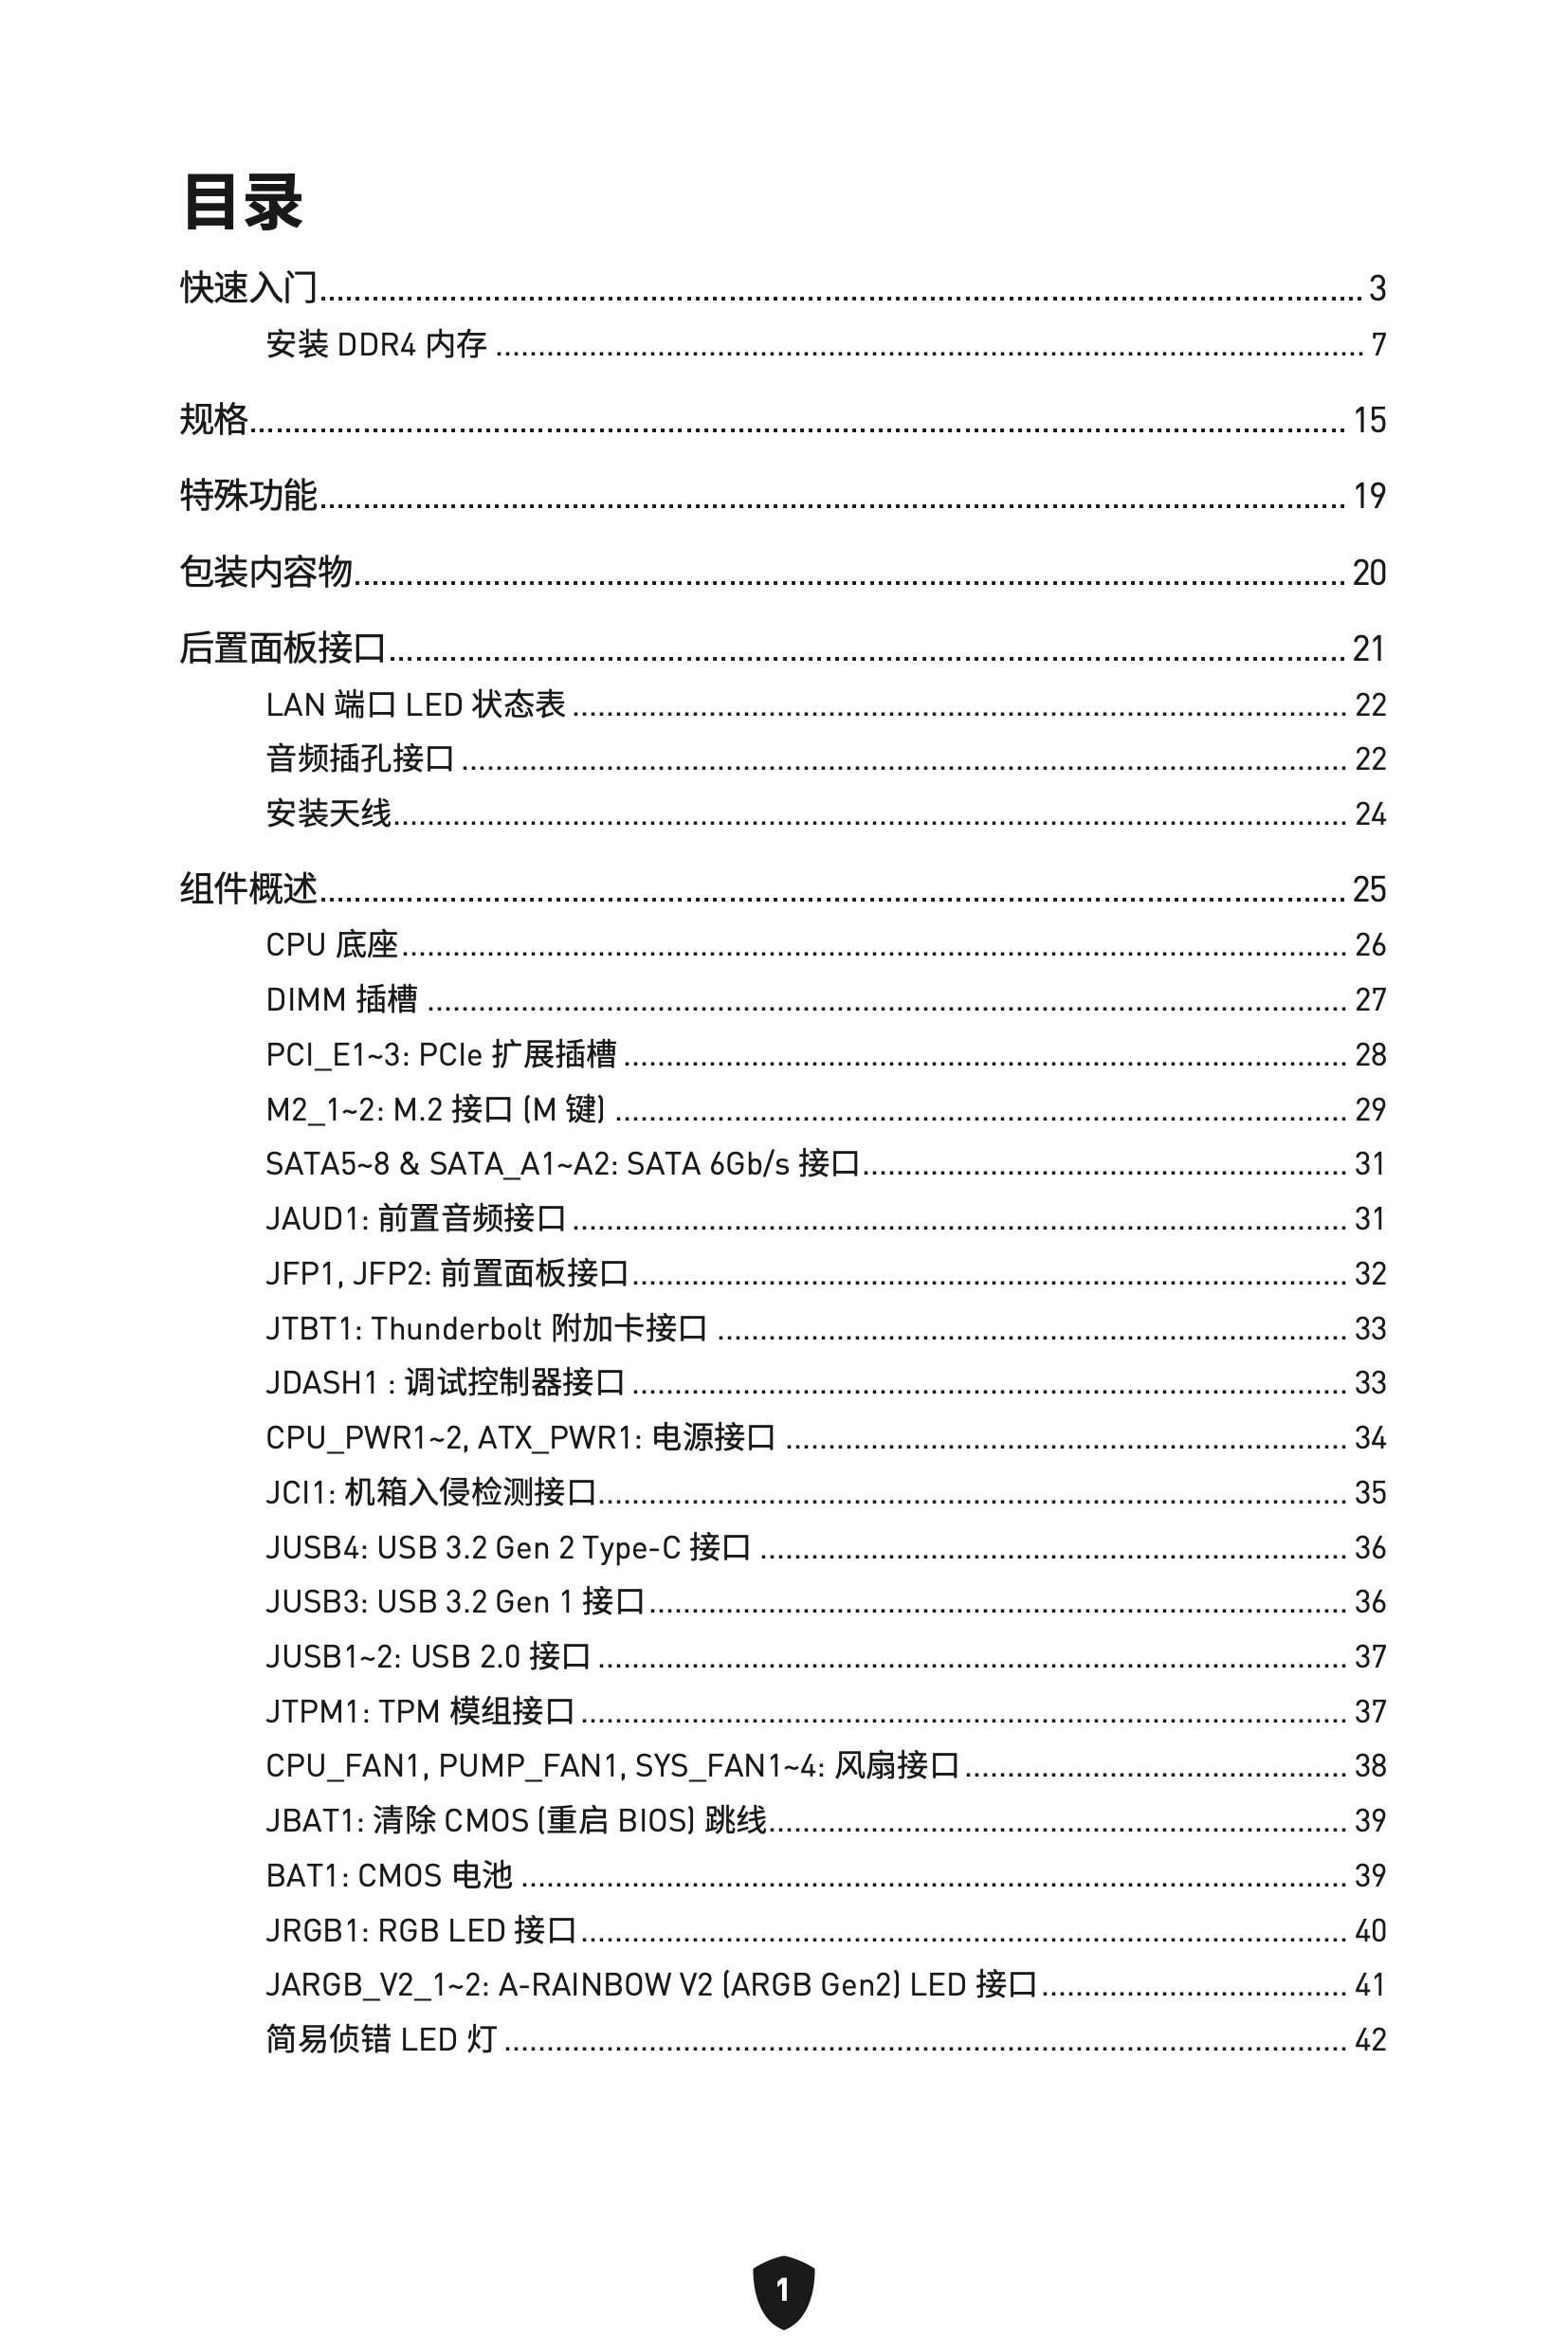 目录
快速入门 3
安装 DDR4 内存 7
规格 15
特殊功能 19
包装内容物 20
后置面板接口 21
LAN 端口 LED 状态表 22
音频插孔接口 22
安装天线 24
组件概述 25
CPU 底座 26
DIMM 插槽 27
PCI_E1~3: PCIe 扩展插槽 28
M2_1~2: M.2 接口 (M 键) 29
SATA5~8 & SATA_A1~A2: SATA 6Gb/s 接口 31
JAUD1: 前置音频接口 31
JFP1, JFP2: 前置面板接口 32
JTBT1: Thunderbolt 附加卡接口 33
JDASH1 : 调试控制器接口 33
CPU_PWR1~2, ATX_PWR1: 电源接口 34
JCI1: 机箱入侵检测接口 35
JUSB4: USB 3.2 Gen 2 Type-C 接口 36
JUSB3: USB 3.2 Gen 1 接口 36
JUSB1~2: USB 2.0 接口 37
JTPM1: TPM 模组接口 37
CPU_FAN1, PUMP_FAN1, SYS_FAN1~4: 风扇接口 38
JBAT1: 清除 CMOS (重启 BIOS) 跳线 39
BAT1: CMOS 电池 39
JRGB1: RGB LED 接口 40
JARGB_V2_1~2: A-RAINBOW V2 (ARGB Gen2) LED 接口 41
简易侦错 LED 灯 42
1